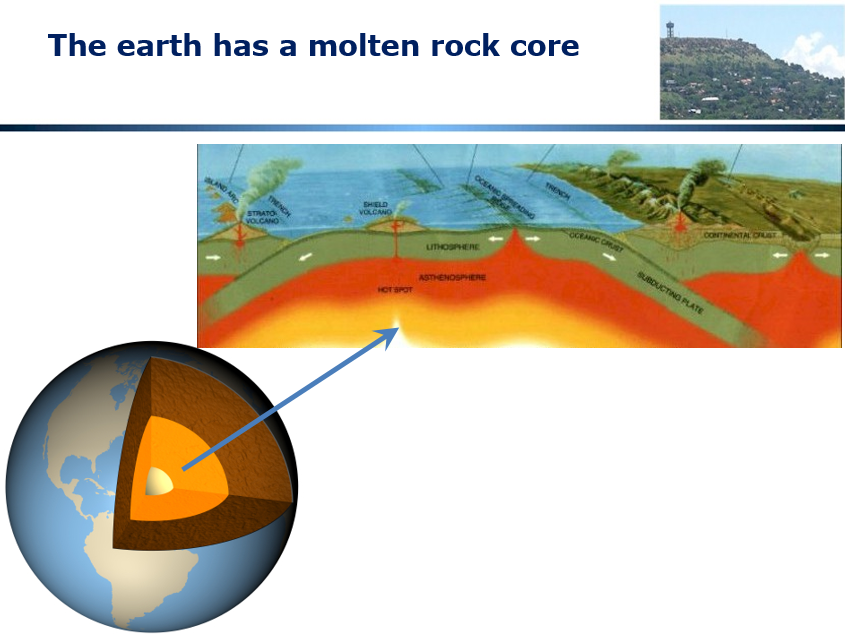 The earth has a molten rock core
ISLAND ARC
TRENCH
STRATO-
VOLCANO
SHIELD
VOLCANO
OCEANIC SPREADING
RIDGE
TRENCH
LITHOSPHERE
OCEANIC CRUST
CONTINENTAL CRUST
ASTHENOSPHERE
HOT SPOT
SUBDUCTING PLATE